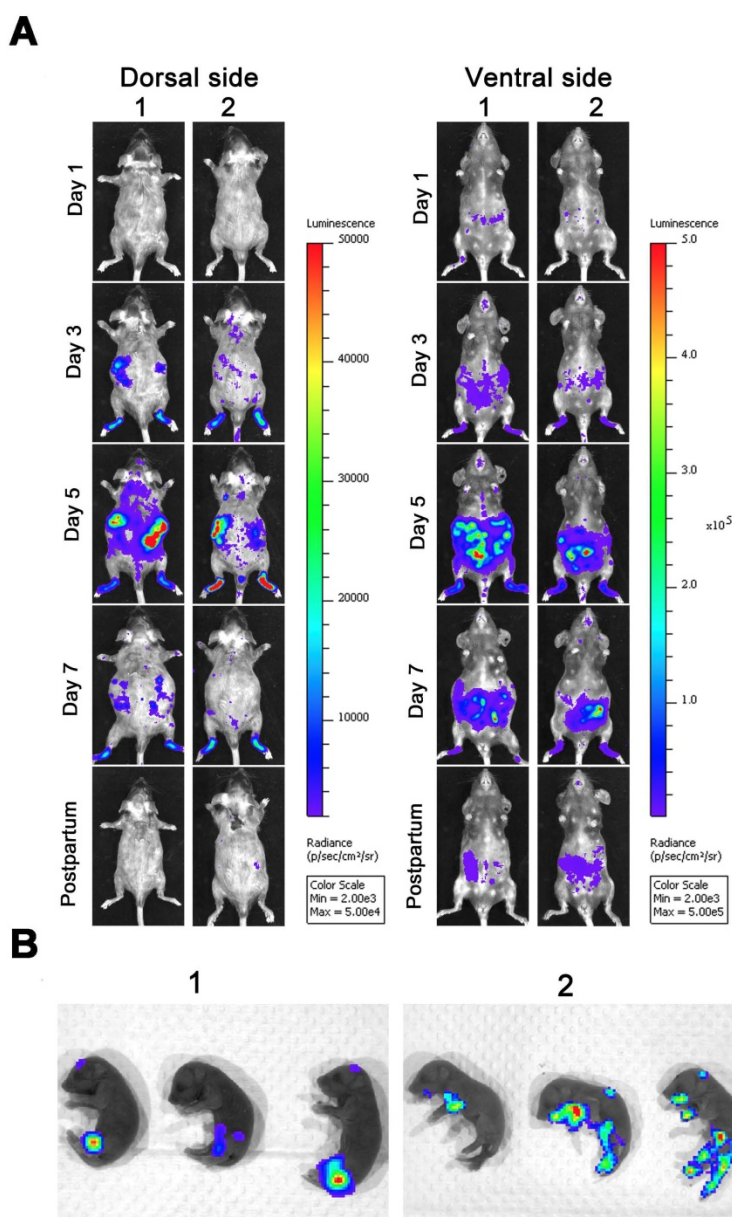 A
Dorsal side
Ventral side
1
2
1
2
Day 1
Day 3
Day 5
Day 7
Postpartum
Luminescence
50000
40000
30000
20000
10000
Radiance
(p/sec/cm²/sr)
Color Scale
Min = 2.00e3
Max = 5.00e4
Day 1
Day 3
Day 5
Day 7
Postpartum
Luminescence
5.0
4.0
3.0
x10⁵
2.0
1.0
Radiance
(p/sec/cm²/sr)
Color Scale
Min = 2.00e3
Max = 5.00e5
B
1
2